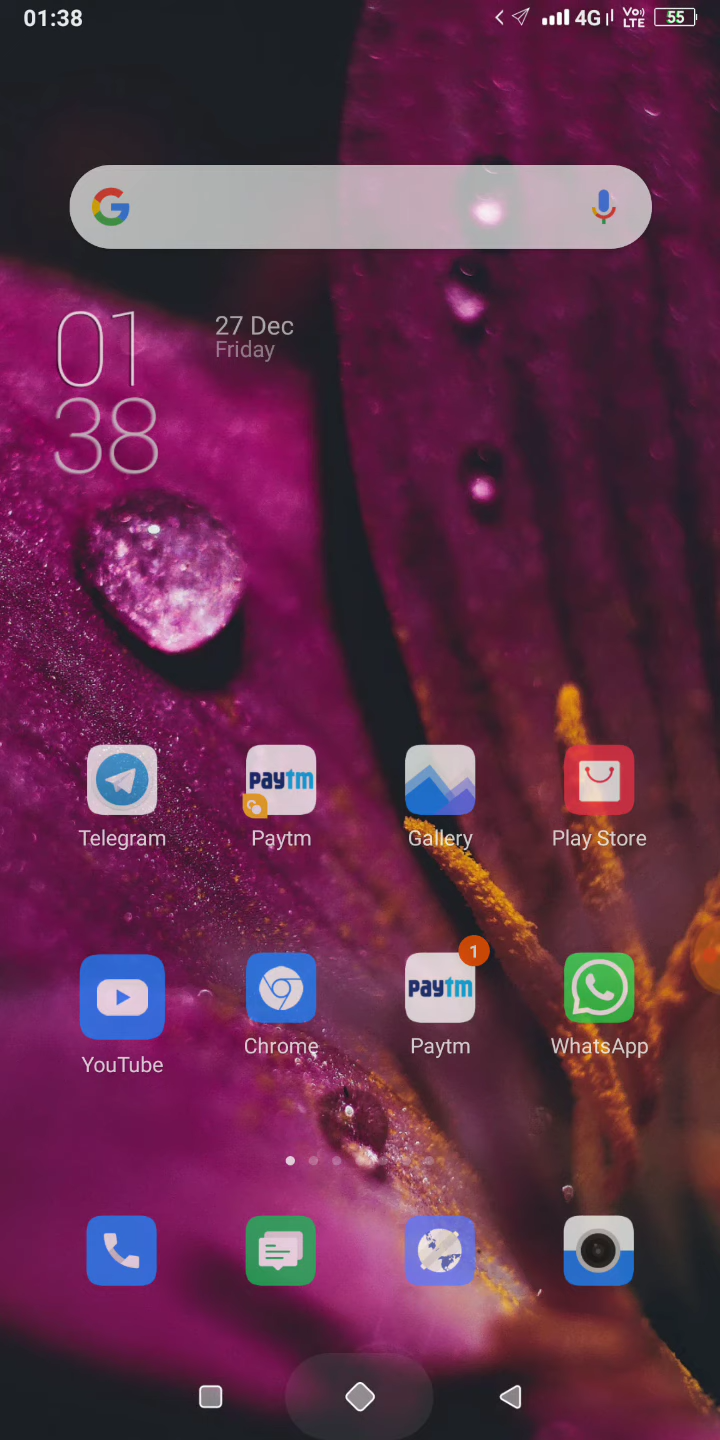 01:38
4G
Vo))
LTE
55
01
38
27 Dec
Friday
paytm
Telegram
Paytm
Gallery
Play Store
1
paytm
YouTube
Chrome
Paytm
WhatsApp